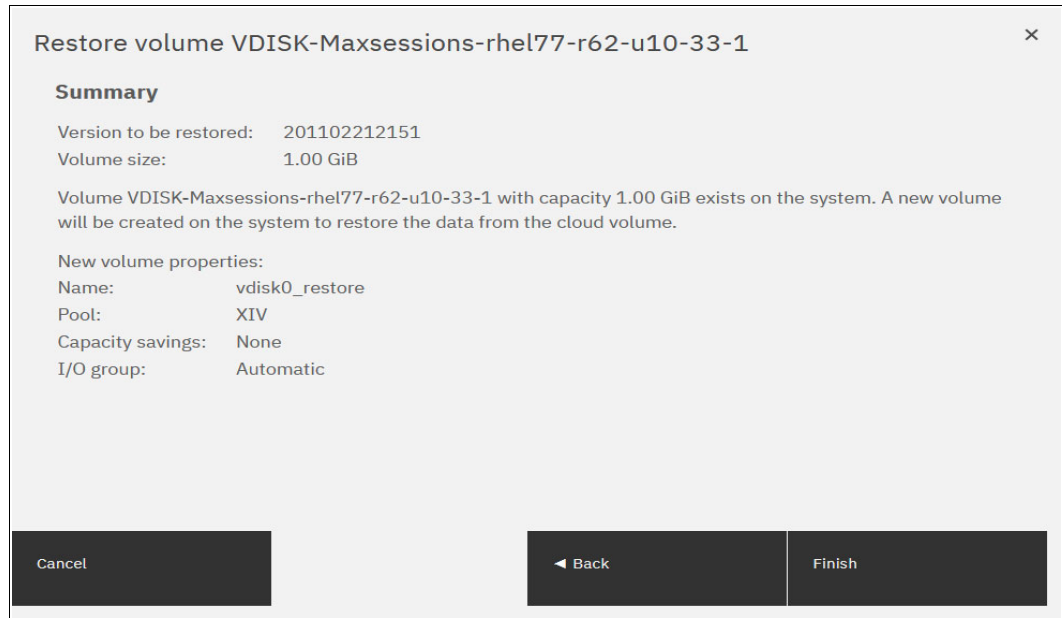 Restore volume VDISK-Maxsessions-rhel77-r62-u10-33-1 ×
Summary
Version to be restored: 201102212151
Volume size: 1.00 GiB
Volume VDISK-Maxsessions-rhel77-r62-u10-33-1 with capacity 1.00 GiB exists on the system. A new volume
will be created on the system to restore the data from the cloud volume.
New volume properties:
Name: vdisk0_restore
Pool: XIV
Capacity savings: None
I/O group: Automatic
Cancel ◄ Back Finish